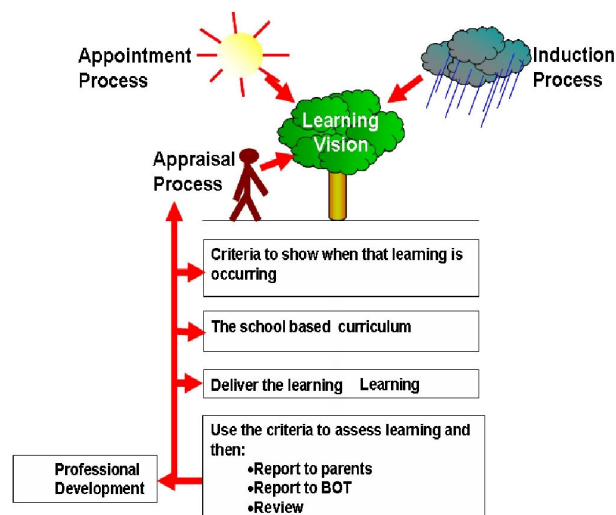 Appointment
Process
Induction
Process
Learning
Vision
Appraisal
Process
Criteria to show when that learning is
occurring
The school based curriculum
Deliver the learning Learning
Use the criteria to assess learning and
then:
•Report to parents
•Report to BOT
•Review
Professional
Development